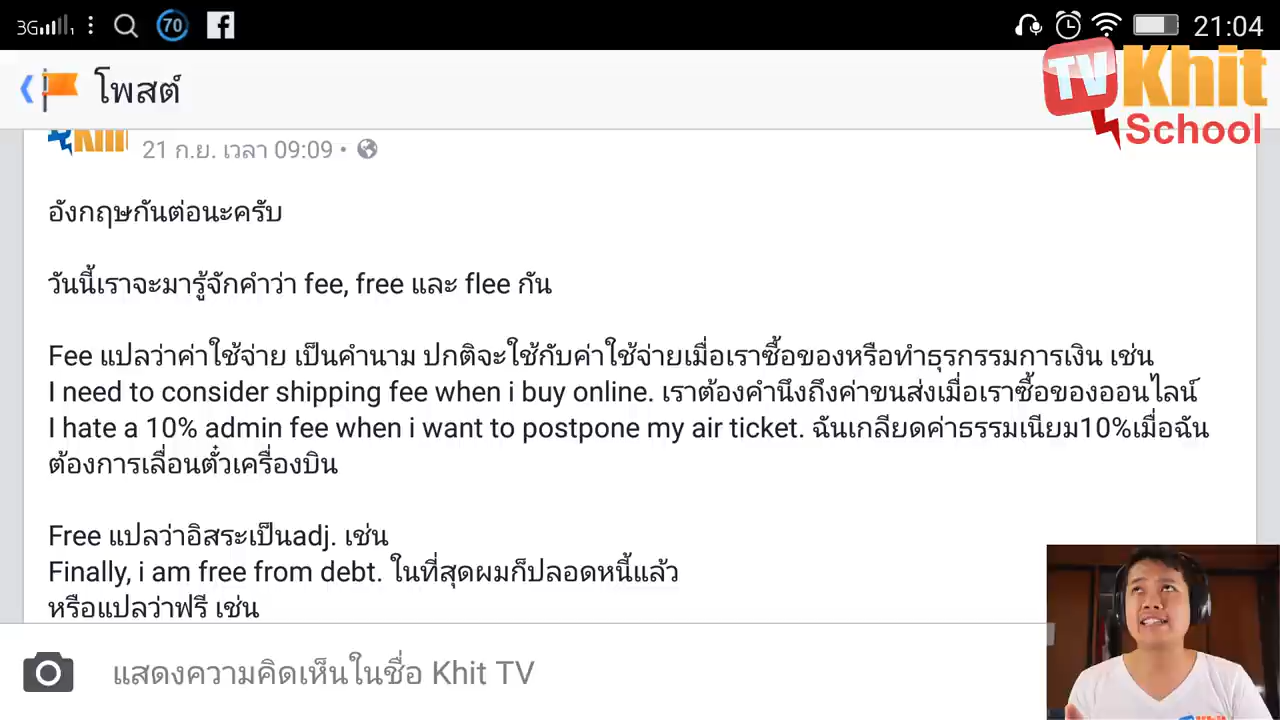 3G 1 70 21:04
TV Khit School
โพสต์
21 ก.ย. เวลา 09:09 •
อังกฤษกันต่อนะครับ
วันนี้เราจะมารู้จักคำว่า fee, free และ flee กัน
Fee แปลว่าค่าใช้จ่าย เป็นคำนาม ปกติจะใช้กับค่าใช้จ่ายเมื่อเราซื้อของหรือทำธุรกรรมการเงิน เช่น
I need to consider shipping fee when i buy online. เราต้องคำนึงถึงค่าขนส่งเมื่อเราซื้อของออนไลน์
I hate a 10% admin fee when i want to postpone my air ticket. ฉันเกลียดค่าธรรมเนียม10%เมื่อฉัน
ต้องการเลื่อนตั๋วเครื่องบิน
Free แปลว่าอิสระเป็นadj. เช่น
Finally, i am free from debt. ในที่สุดผมก็ปลอดหนี้แล้ว
หรือแปลว่าฟรี เช่น
แสดงความคิดเห็นในชื่อ Khit TV